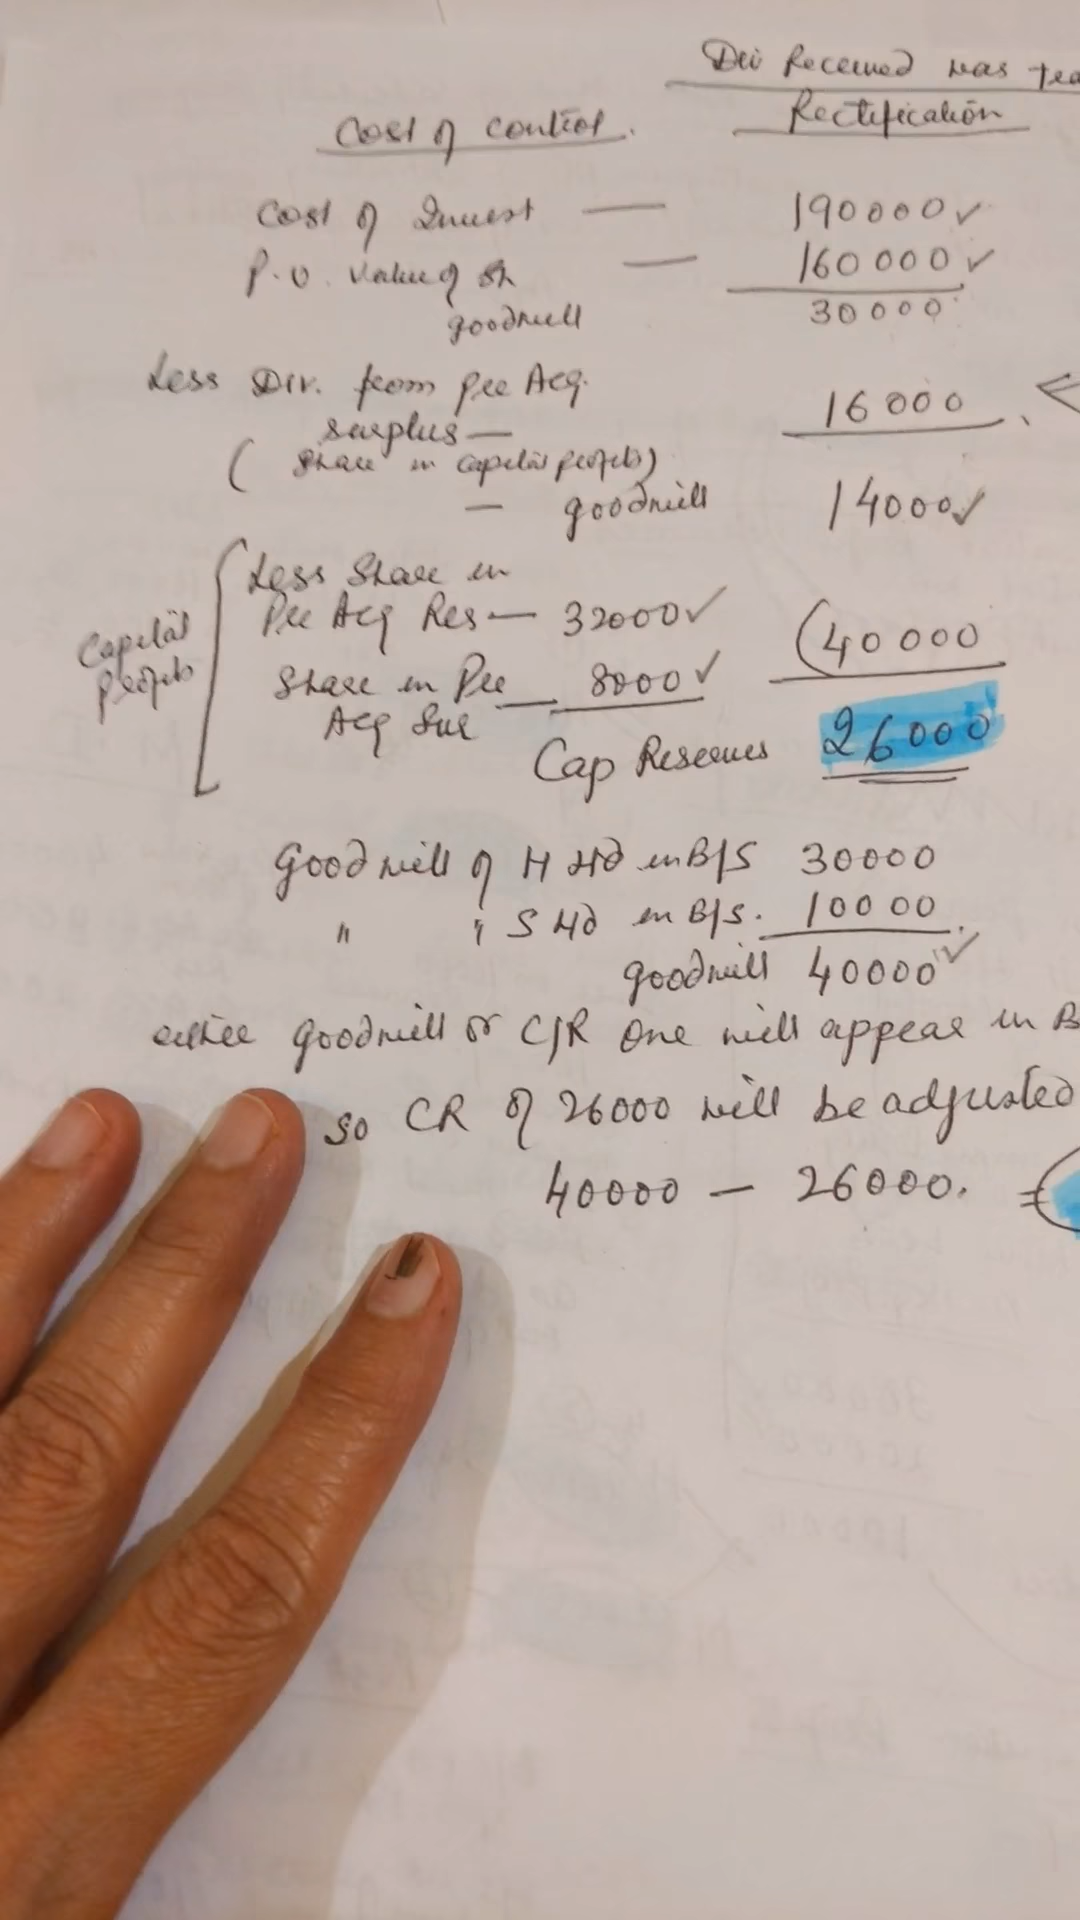 Div Received was trea
Rectification
Cost of control.
Cost of Invest — 190000 ✓
P.U. Value of Sh — 160000 ✓
goodwill 30000
Less Div. from Pre Acq. surplus — 16000
(Share in capital profits)
— goodwill 14000 ✓
Capital profits
Less Share in
Pre Acq Res — 32000 ✓ (40000
Share in Pre — 8000 ✓
Acq Sur
Cap Reserves 26000
Goodwill of H Ltd in B/S 30000
" " S Ltd in B/S. 10000
goodwill 40000 ✓
either goodwill or C/R one will appear in B
so CR of 26000 will be adjusted
40000 — 26000. =